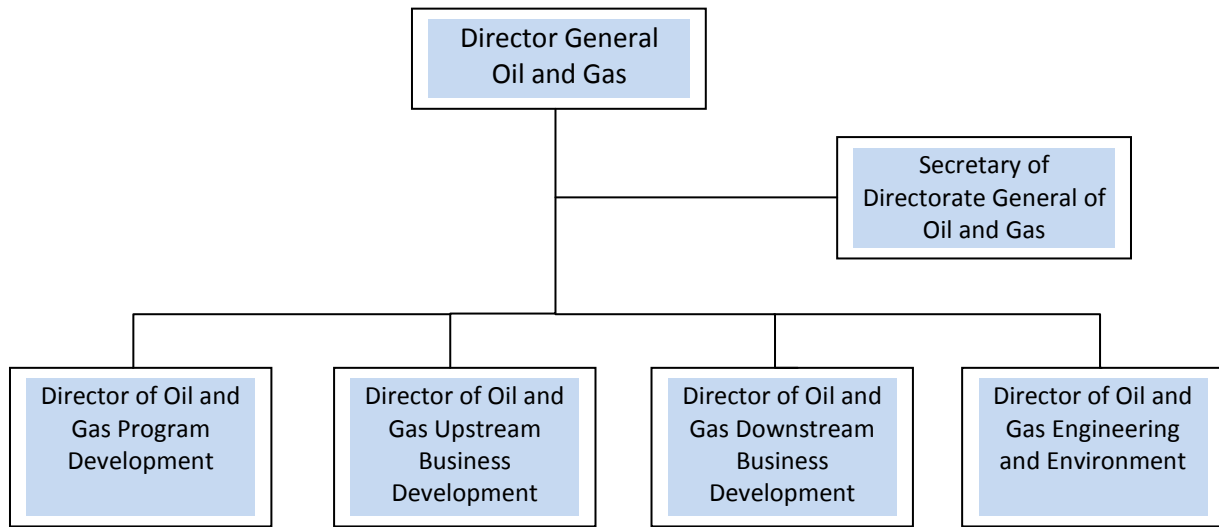 Director General
Oil and Gas
Secretary of
Directorate General of
Oil and Gas
Director of Oil and
Gas Program
Development
Director of Oil and
Gas Upstream
Business
Development
Director of Oil and
Gas Downstream
Business
Development
Director of Oil and
Gas Engineering
and Environment